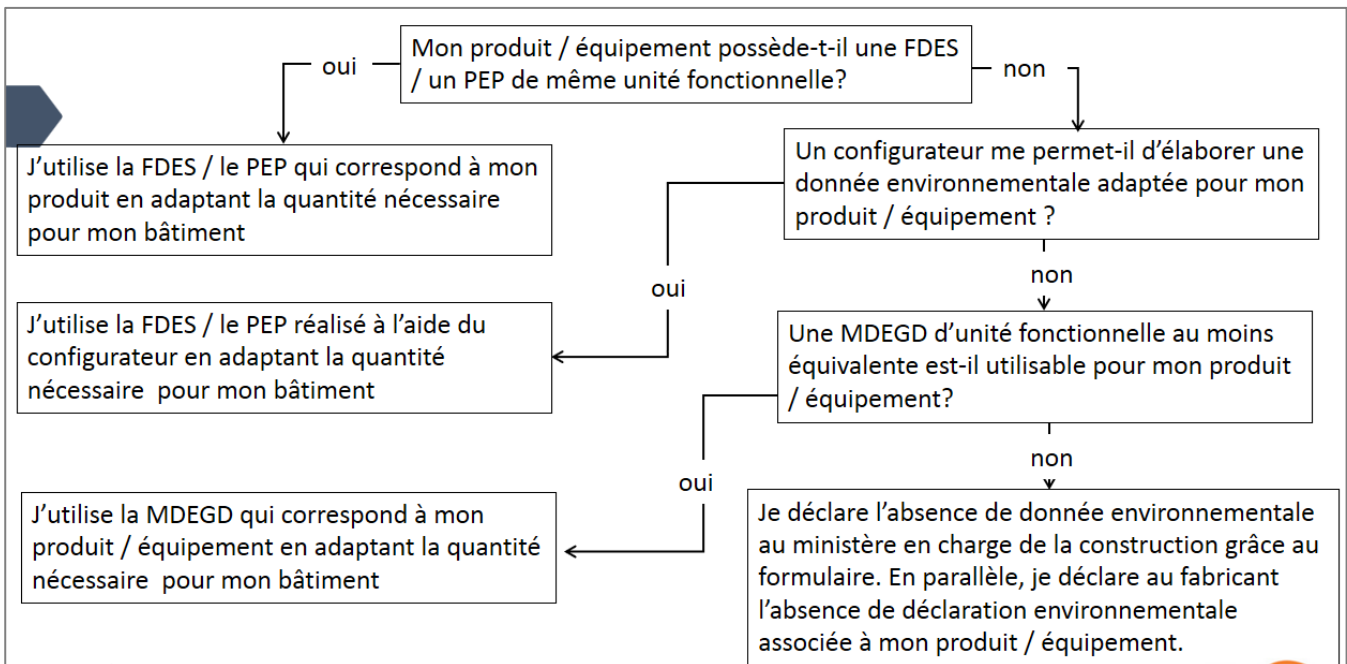 Mon produit / équipement possède-t-il une FDES
/ un PEP de même unité fonctionnelle?
oui
non
J’utilise la FDES / le PEP qui correspond à mon
produit en adaptant la quantité nécessaire
pour mon bâtiment
Un configurateur me permet-il d’élaborer une
donnée environnementale adaptée pour mon
produit / équipement ?
oui
non
J’utilise la FDES / le PEP réalisé à l’aide du
configurateur en adaptant la quantité
nécessaire pour mon bâtiment
Une MDEGD d’unité fonctionnelle au moins
équivalente est-il utilisable pour mon produit
/ équipement?
oui
non
J’utilise la MDEGD qui correspond à mon
produit / équipement en adaptant la quantité
nécessaire pour mon bâtiment
Je déclare l’absence de donnée environnementale
au ministère en charge de la construction grâce au
formulaire. En parallèle, je déclare au fabricant
l’absence de déclaration environnementale
associée à mon produit / équipement.